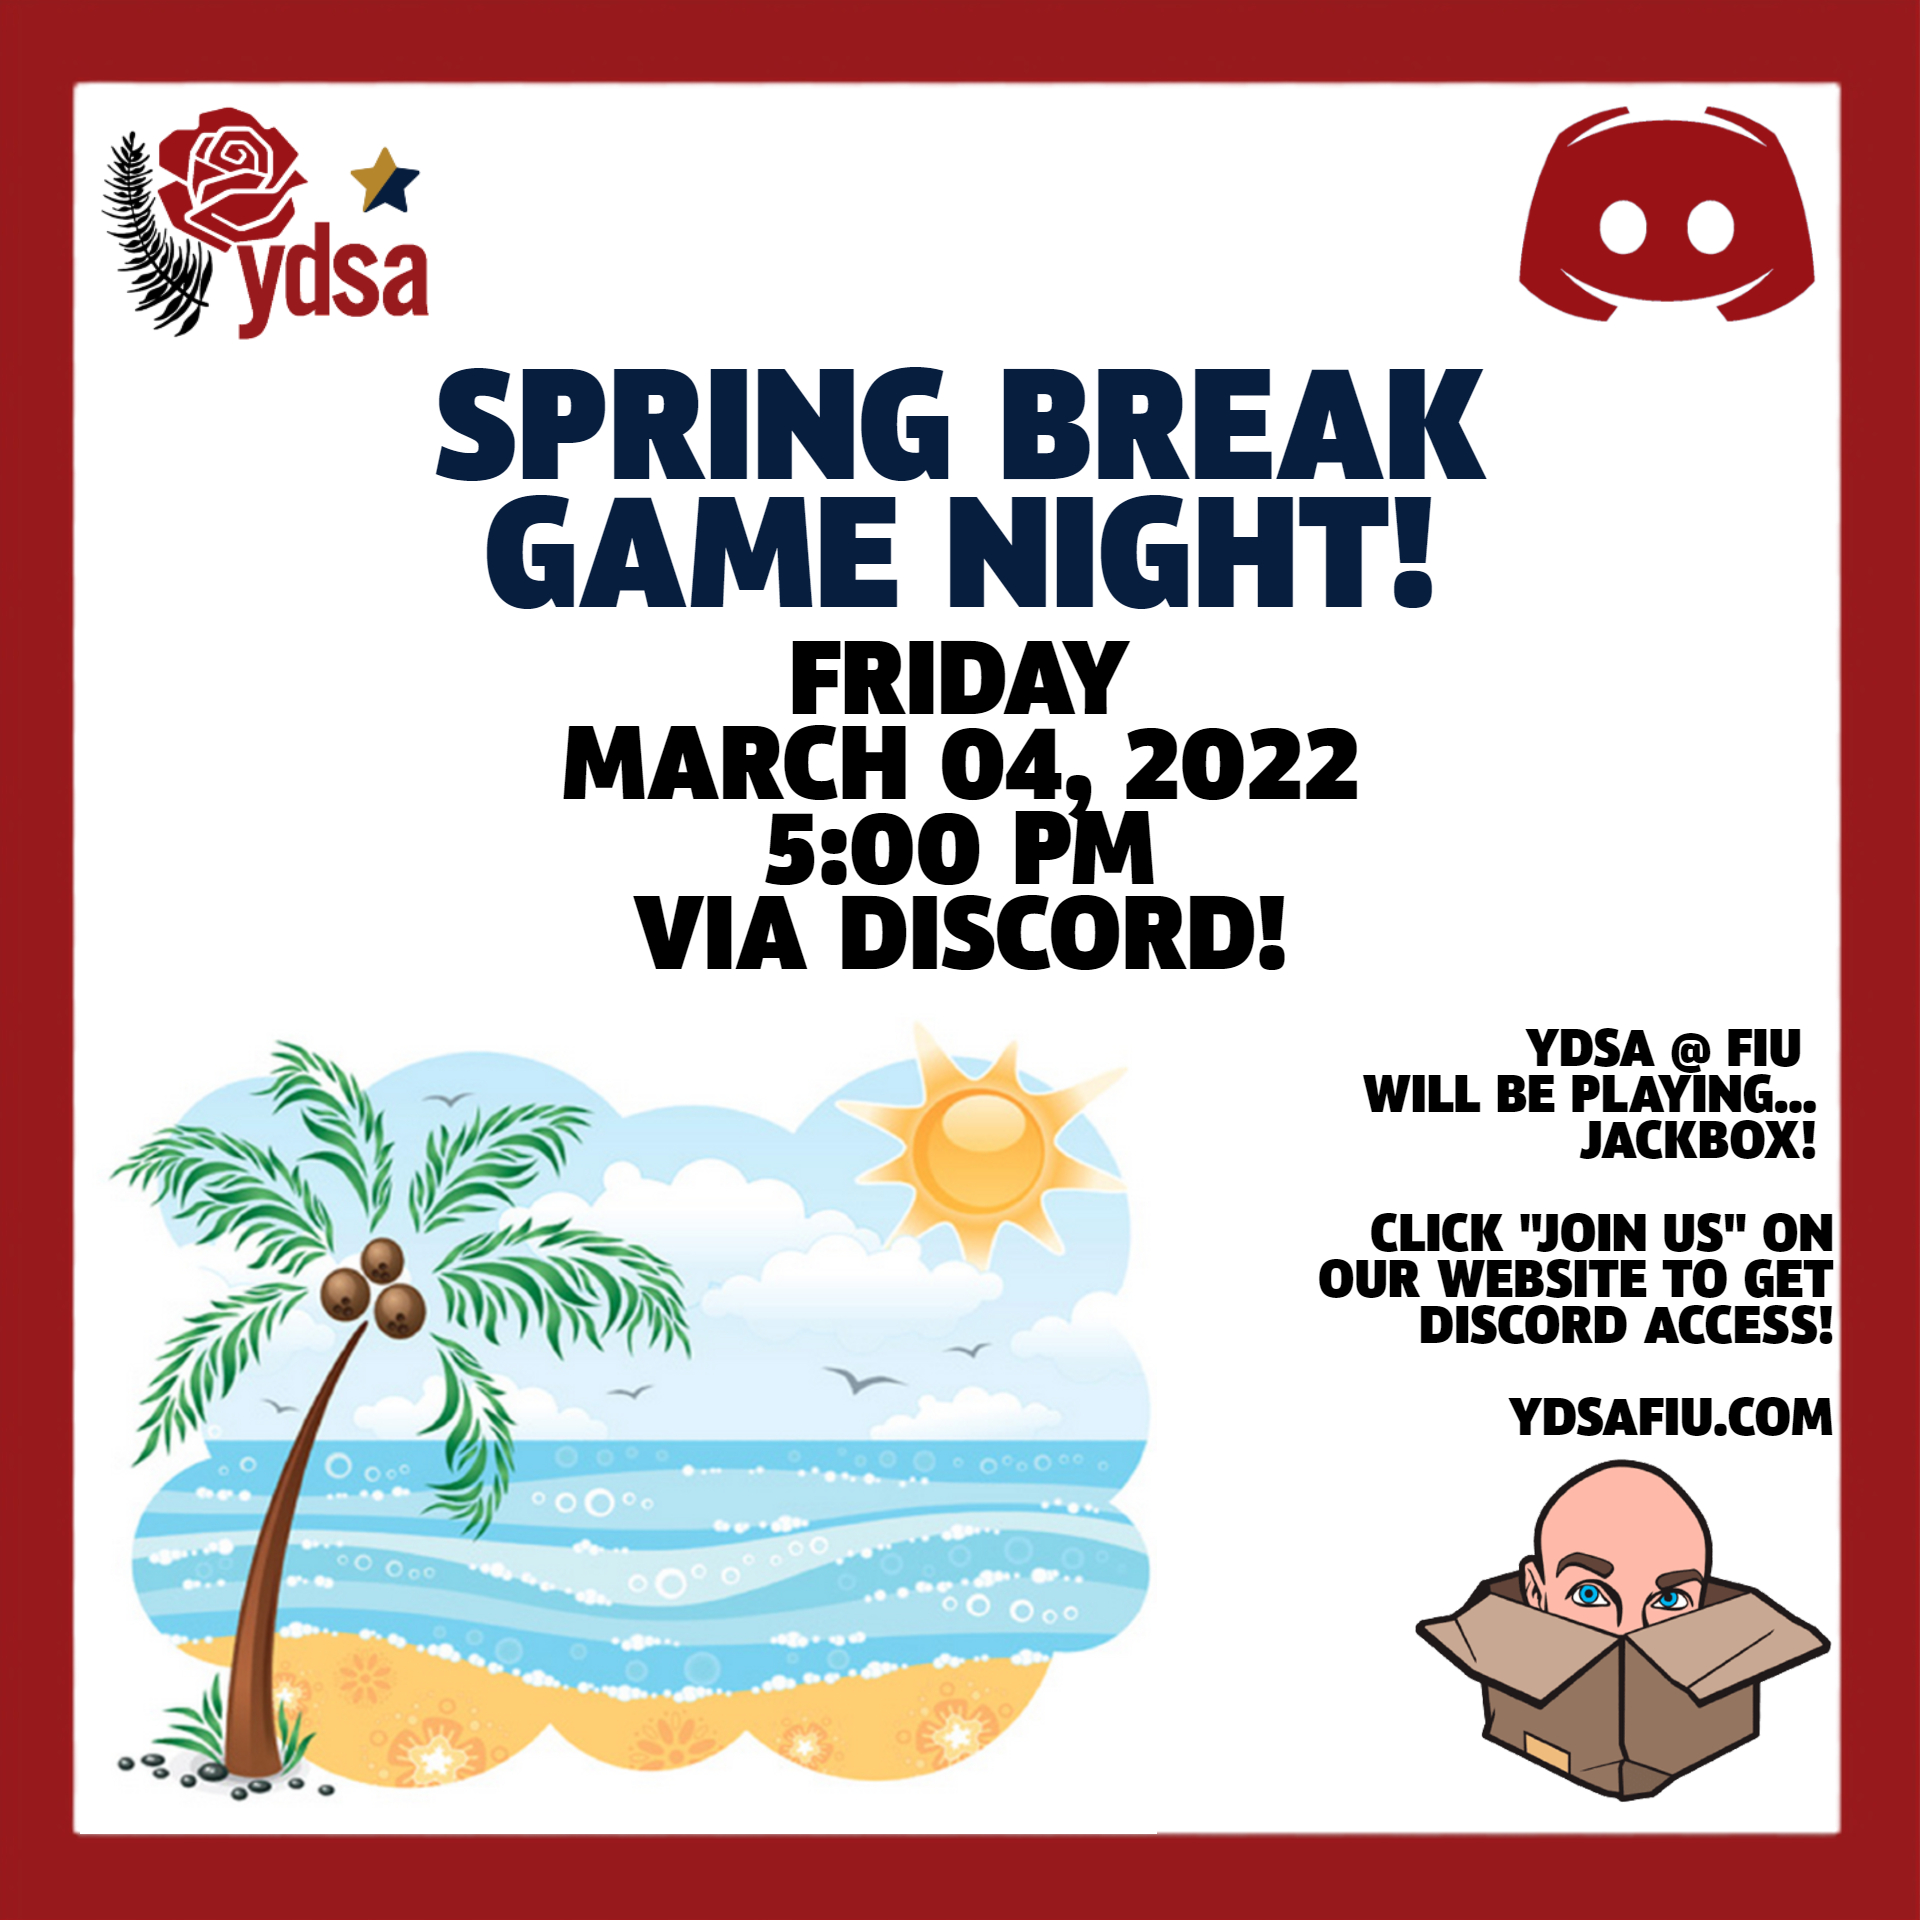 ydsa
SPRING BREAK
GAME NIGHT!
FRIDAY
MARCH 04, 2022
5:00 PM
VIA DISCORD!
YDSA @ FIU
WILL BE PLAYING...
JACKBOX!
CLICK "JOIN US" ON
OUR WEBSITE TO GET
DISCORD ACCESS!
YDSAFIU.COM